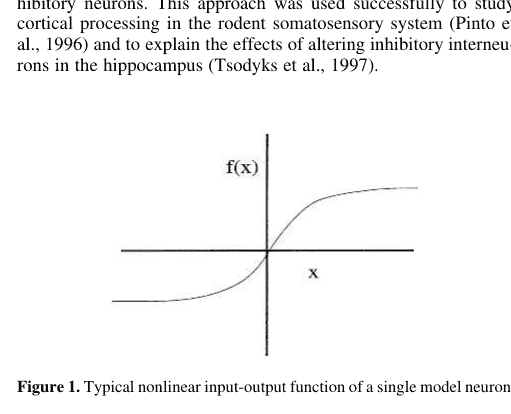 hibitory neurons. This approach was used successfully to study
cortical processing in the rodent somatosensory system (Pinto e
al., 1996) and to explain the effects of altering inhibitory interneu-
rons in the hippocampus (Tsodyks et al., 1997).
f(x)
x
Figure 1. Typical nonlinear input-output function of a single model neuron